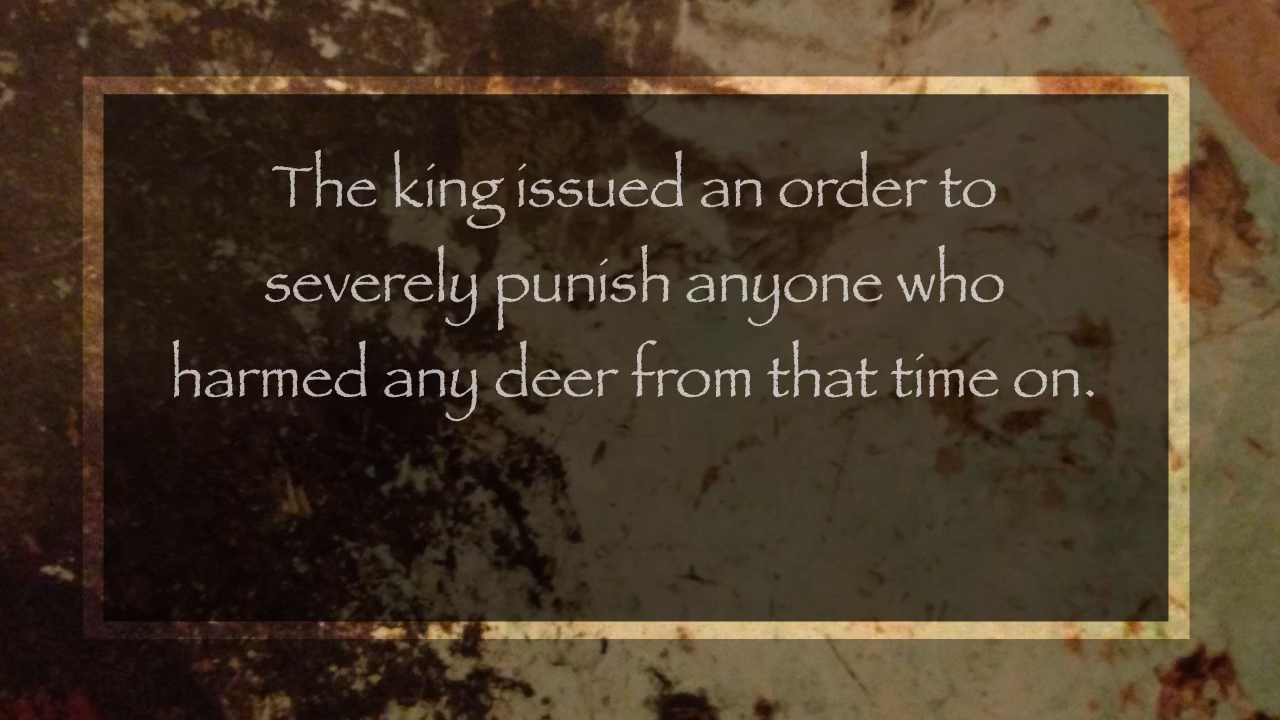 The king issued an order to
severely punish anyone who
harmed any deer from that time on.